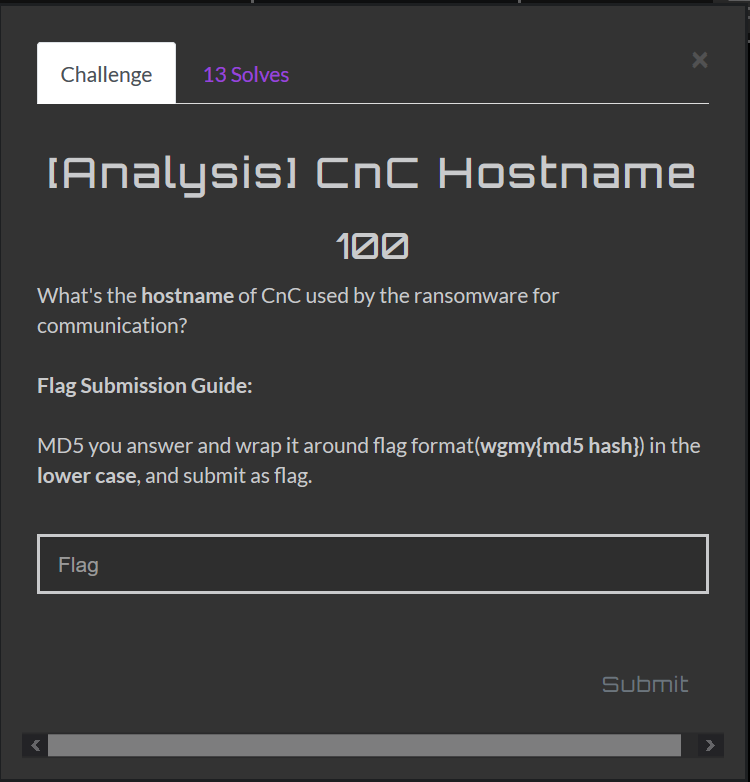 Challenge
13 Solves
×
[Analysis] CnC Hostname
100
What's the hostname of CnC used by the ransomware for
communication?
Flag Submission Guide:
MD5 you answer and wrap it around flag format(wgmy{md5 hash}) in the
lower case, and submit as flag.
Flag
Submit